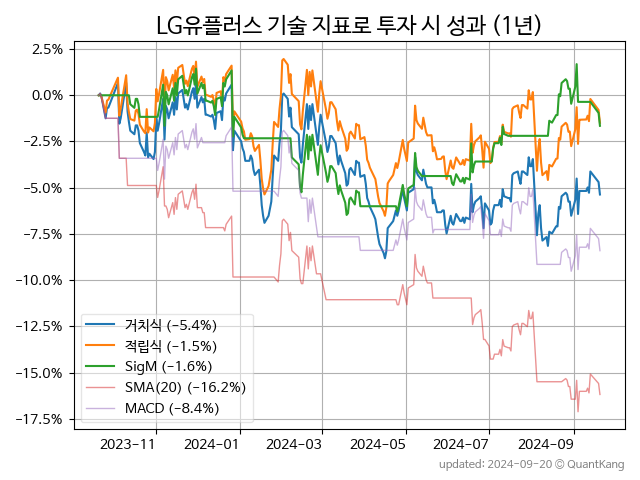 LG유플러스 기술 지표로 투자 시 성과 (1년)
2.5%
0.0%
−2.5%
−5.0%
−7.5%
−10.0%
−12.5%
−15.0%
−17.5%
거치식 (−5.4%)
적립식 (−1.5%)
SigM (−1.6%)
SMA(20) (−16.2%)
MACD (−8.4%)
2023-11 2024-01 2024-03 2024-05 2024-07 2024-09
updated: 2024-09-20 ⓒ QuantKang